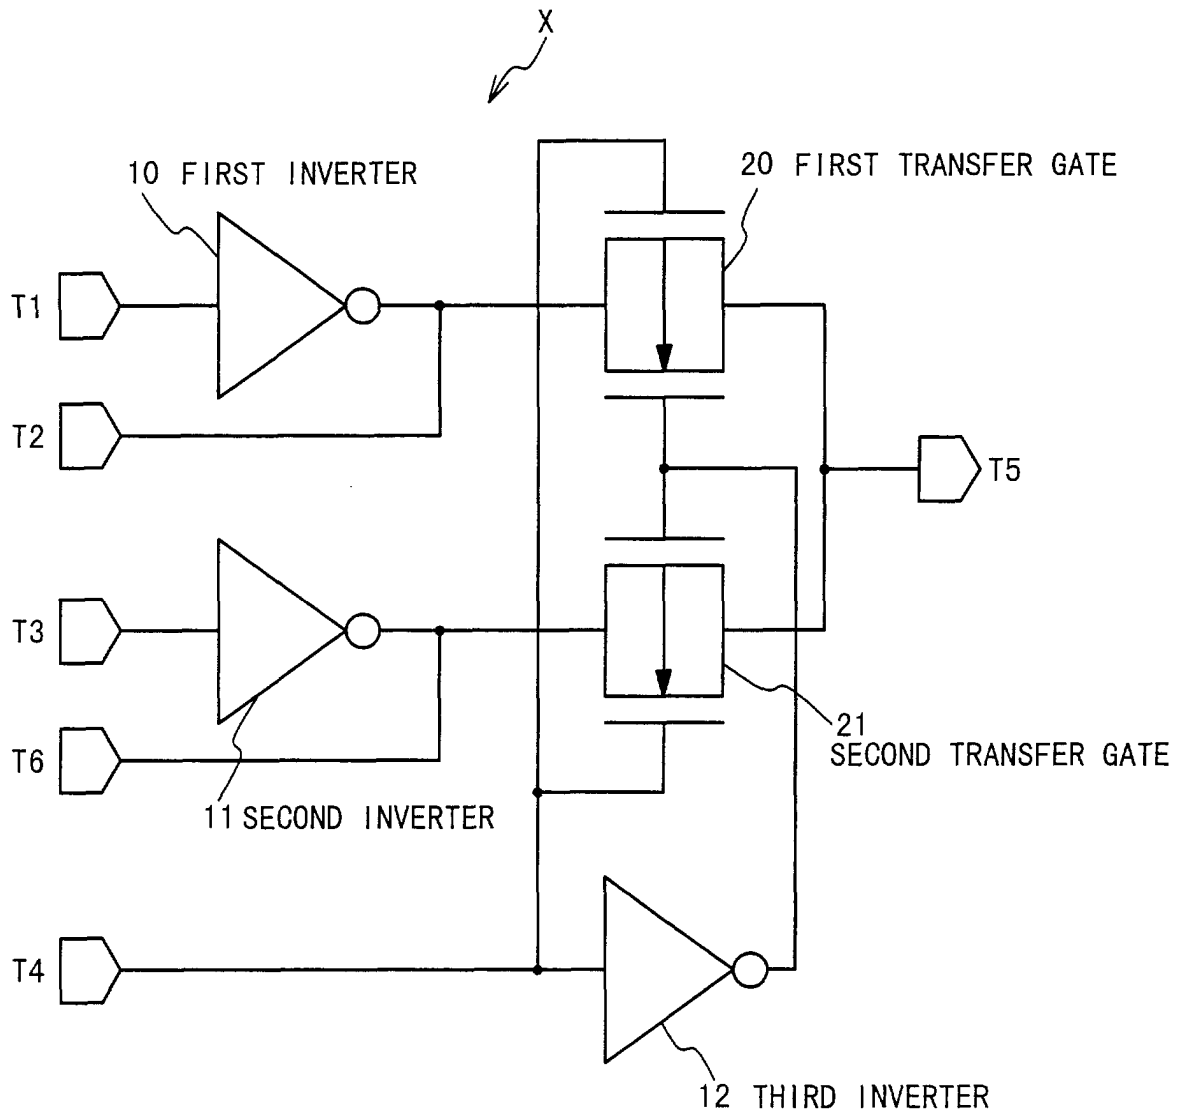 X
10 FIRST INVERTER
20 FIRST TRANSFER GATE
T1
T2
T5
T3
21
SECOND TRANSFER GATE
T6
11 SECOND INVERTER
T4
12 THIRD INVERTER